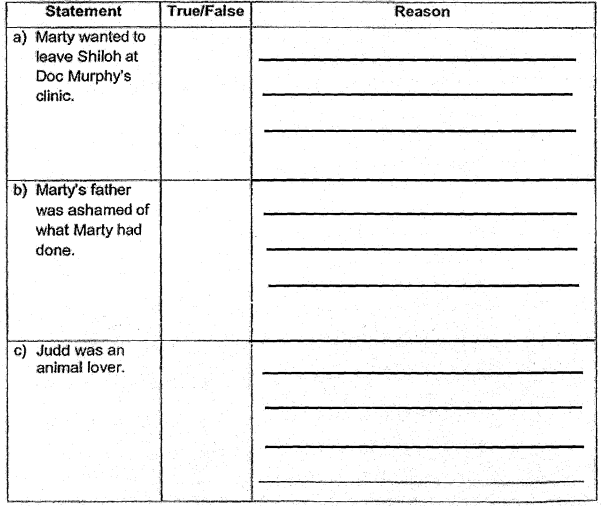 Statement True/False Reason
a) Marty wanted to
leave Shiloh at
Doc Murphy's
clinic.
b) Marty's father
was ashamed of
what Marty had
done.
c) Judd was an
animal lover.